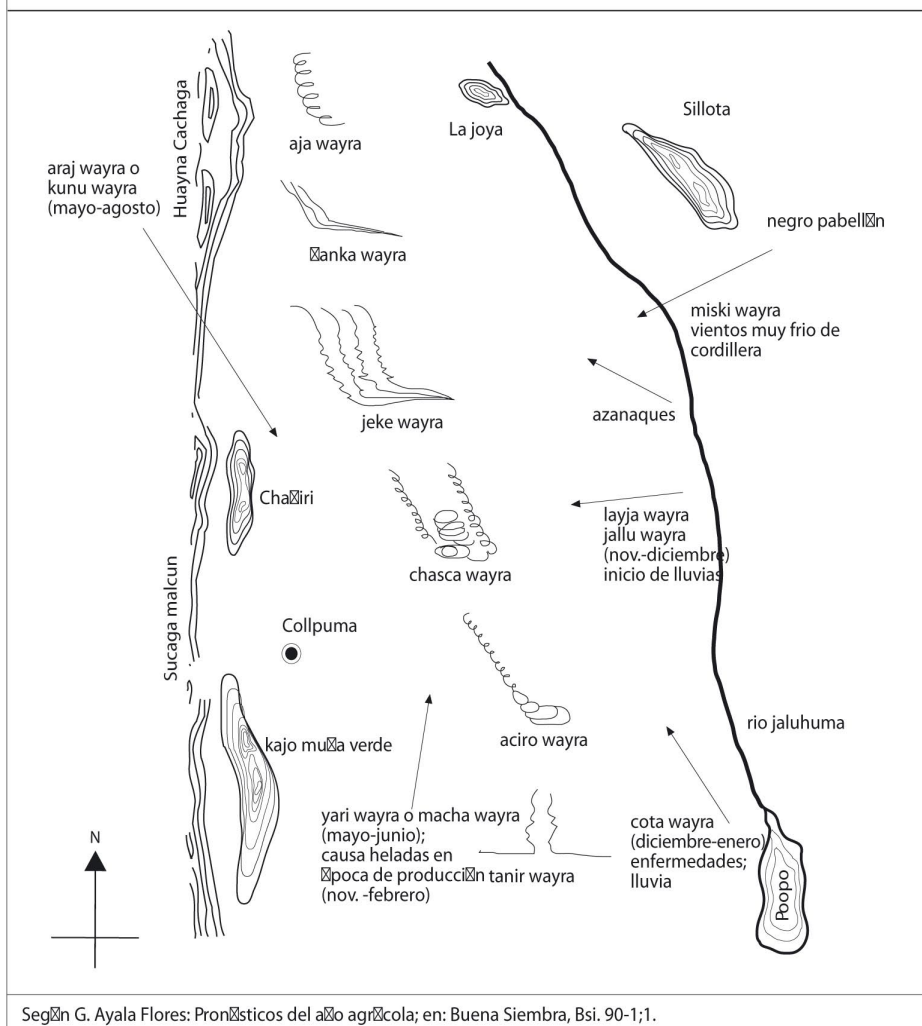 Huayna Cachaga
aja wayra
La joya
Sillota
araj wayra o
kunu wayra
(mayo-agosto)
negro pabell▯n
▯anka wayra
miski wayra
vientos muy frio de
cordillera
azanaques
jeke wayra
Cha▯iri
layja wayra
jallu wayra
(nov.-diciembre)
inicio de lluvias
chasca wayra
Sucaga malcun
Collpuma
kajo mu▯a verde
aciro wayra
rio jaluhuma
yari wayra o macha wayra
(mayo-junio);
causa heladas en
▯poca de producci▯n
(nov. -febrero)
tanir wayra
cota wayra
(diciembre-enero)
enfermedades;
lluvia
Poopo
N
Seg▯n G. Ayala Flores: Pron▯sticos del a▯o agr▯cola; en: Buena Siembra, Bsi. 90-1;1.